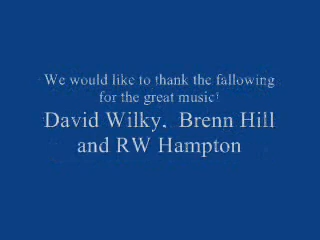 We would like to thank the fallowing
for the great music!
David Wilky,  Brenn Hill
and RW Hampton